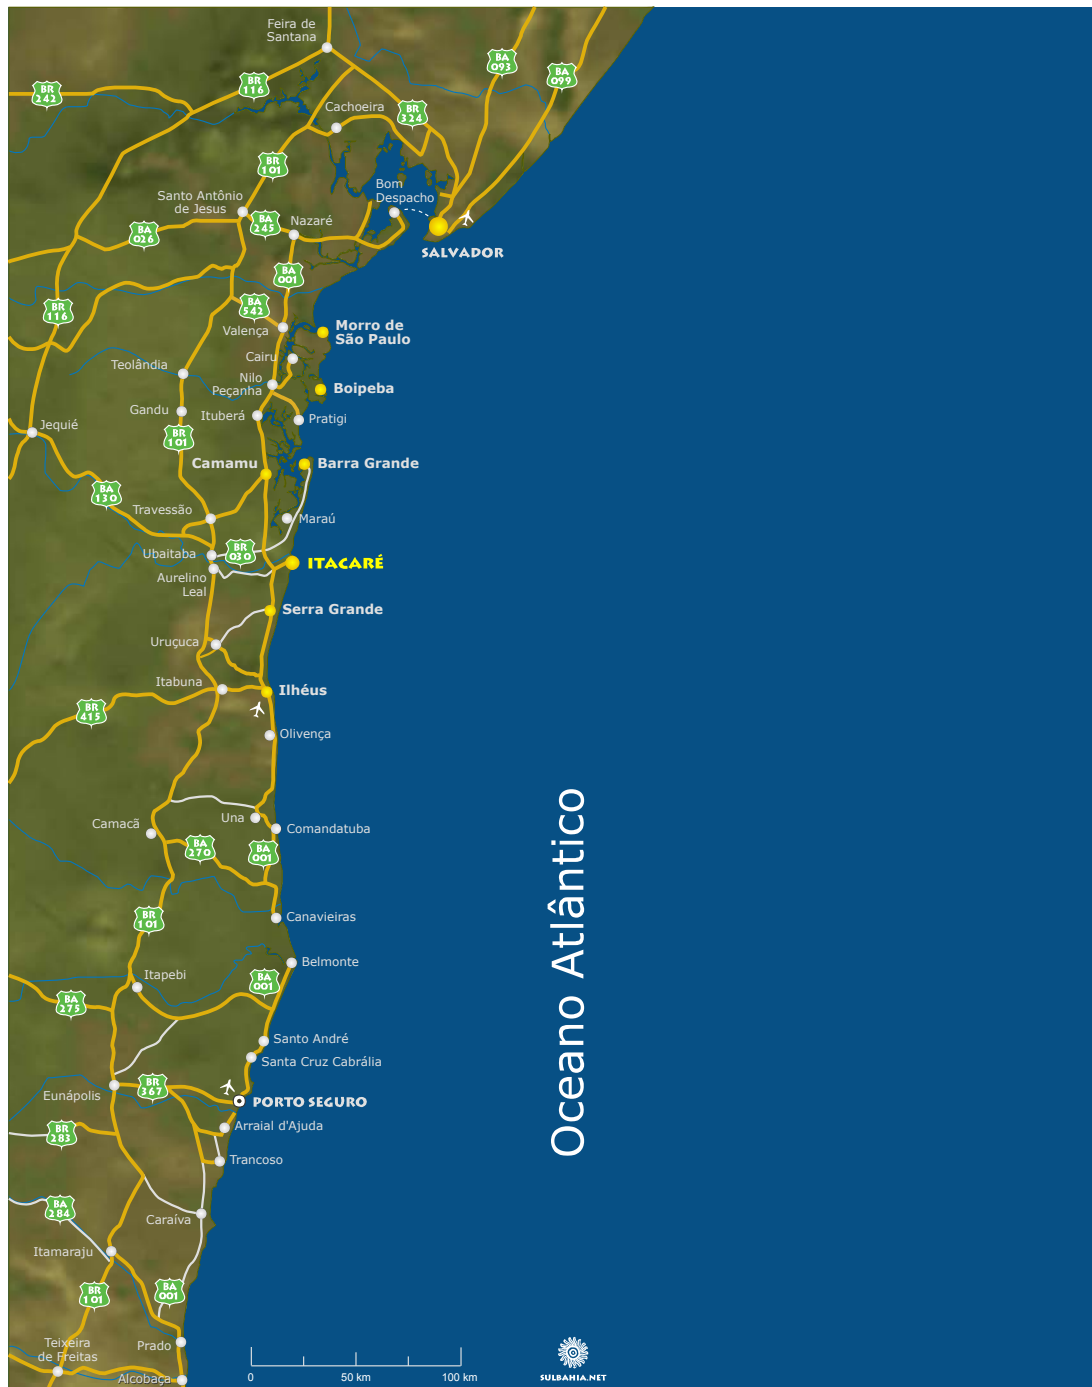 Feira de
Santana
BA
093
BA
099
BR
242
BR
116
BR
324
Cachoeira
BR
101
Bom
Despacho
Santo Antônio
de Jesus
BA
026
BA
245
Nazaré
SALVADOR
BA
001
BR
116
BA
542
Valença
Morro de
São Paulo
Cairu
Teolândia
Nilo
Peçanha
Boipeba
Gandu
Ituberá
Pratigi
Jequié
BR
101
Camamu
Barra Grande
BA
130
Travessão
Maraú
Ubaitaba
BR
030
ITACARÉ
Aurelino
Leal
Serra Grande
Uruçuca
Itabuna
Ilhéus
BR
415
Olivença
Una
Camacã
Comandatuba
BA
270
BA
001
BR
101
Canavieiras
Belmonte
Itapebi
BA
001
BA
275
Santo André
Santa Cruz Cabrália
Eunápolis
BR
367
PORTO SEGURO
Arraial d'Ajuda
BR
283
Trancoso
BA
284
Caraíva
Itamaraju
BR
101
BA
001
Teixeira
de Freitas
Prado
Alcobaça
Oceano Atlântico
0 50 km 100 km
SULBAHIA.NET